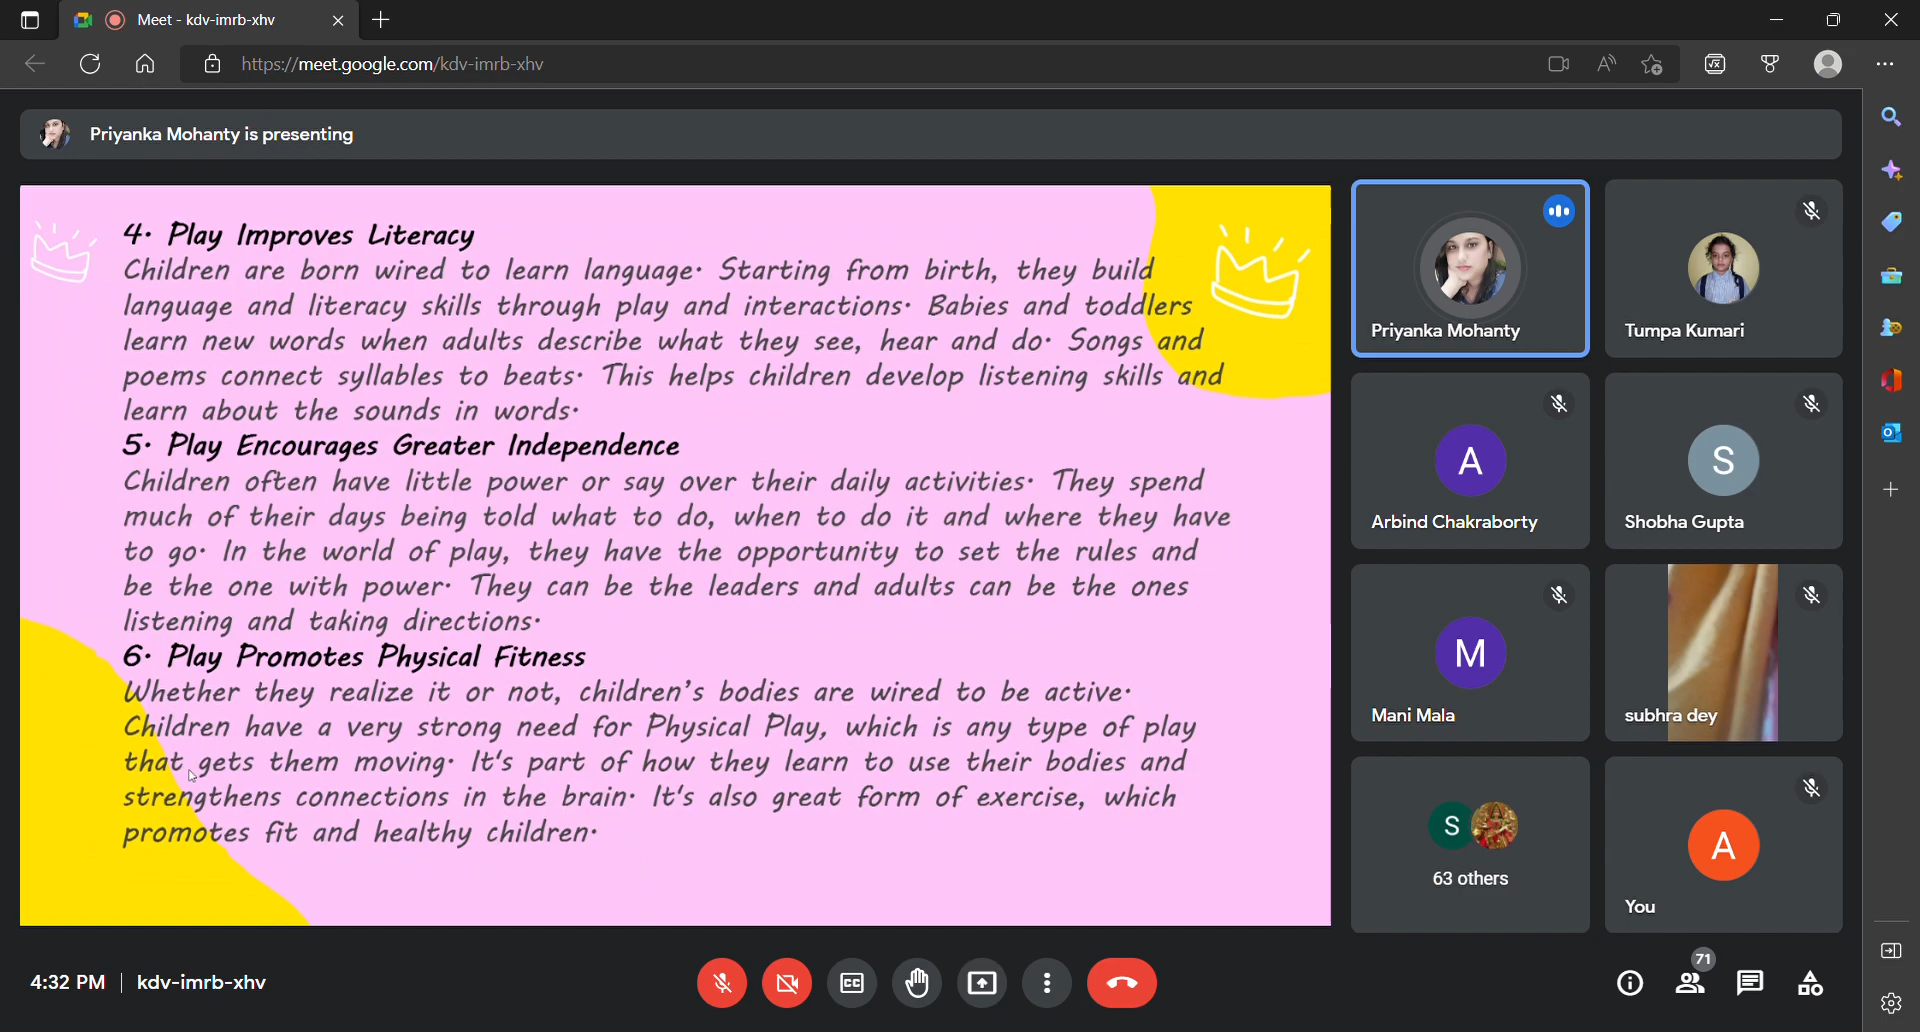 Meet - kdv-imrb-xhv
https://meet.google.com/kdv-imrb-xhv
Priyanka Mohanty is presenting
4. Play Improves Literacy
Children are born wired to learn language. Starting from birth, they build
language and literacy skills through play and interactions. Babies and toddlers
learn new words when adults describe what they see, hear and do. Songs and
poems connect syllables to beats. This helps children develop listening skills and
learn about the sounds in words.
5. Play Encourages Greater Independence
Children often have little power or say over their daily activities. They spend
much of their days being told what to do, when to do it and where they have
to go. In the world of play, they have the opportunity to set the rules and
be the one with power. They can be the leaders and adults can be the ones
listening and taking directions.
6. Play Promotes Physical Fitness
Whether they realize it or not, children's bodies are wired to be active.
Children have a very strong need for Physical Play, which is any type of play
that gets them moving. It's part of how they learn to use their bodies and
strengthens connections in the brain. It's also great form of exercise, which
promotes fit and healthy children.
Priyanka Mohanty
Tumpa Kumari
A
Arbind Chakraborty
S
Shobha Gupta
M
Mani Mala
subhra dey
S
63 others
A
You
4:32 PM | kdv-imrb-xhv
CC
71